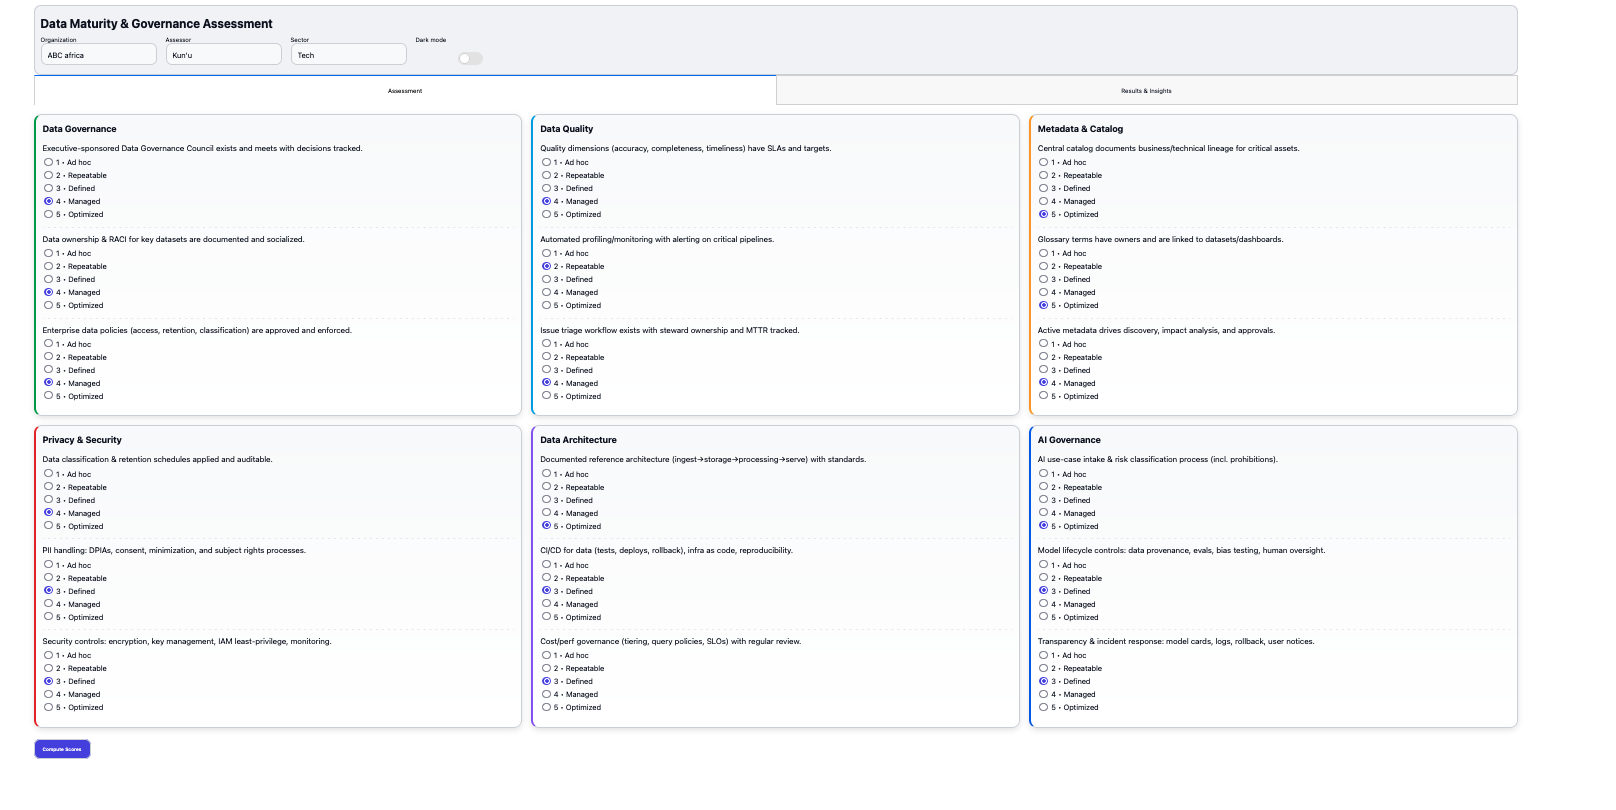 Data Maturity & Governance Assessment
Organization
Assessor
Sector
Dark mode
ABC africa
Kun'u
Tech
Assessment
Results & Insights
Data Governance
Executive-sponsored Data Governance Council exists and meets with decisions tracked.
1 • Ad hoc
2 • Repeatable
3 • Defined
4 • Managed
5 • Optimized
Data ownership & RACI for key datasets are documented and socialized.
1 • Ad hoc
2 • Repeatable
3 • Defined
4 • Managed
5 • Optimized
Enterprise data policies (access, retention, classification) are approved and enforced.
1 • Ad hoc
2 • Repeatable
3 • Defined
4 • Managed
5 • Optimized
Data Quality
Quality dimensions (accuracy, completeness, timeliness) have SLAs and targets.
1 • Ad hoc
2 • Repeatable
3 • Defined
4 • Managed
5 • Optimized
Automated profiling/monitoring with alerting on critical pipelines.
1 • Ad hoc
2 • Repeatable
3 • Defined
4 • Managed
5 • Optimized
Issue triage workflow exists with steward ownership and MTTR tracked.
1 • Ad hoc
2 • Repeatable
3 • Defined
4 • Managed
5 • Optimized
Metadata & Catalog
Central catalog documents business/technical lineage for critical assets.
1 • Ad hoc
2 • Repeatable
3 • Defined
4 • Managed
5 • Optimized
Glossary terms have owners and are linked to datasets/dashboards.
1 • Ad hoc
2 • Repeatable
3 • Defined
4 • Managed
5 • Optimized
Active metadata drives discovery, impact analysis, and approvals.
1 • Ad hoc
2 • Repeatable
3 • Defined
4 • Managed
5 • Optimized
Privacy & Security
Data classification & retention schedules applied and auditable.
1 • Ad hoc
2 • Repeatable
3 • Defined
4 • Managed
5 • Optimized
PII handling: DPIAs, consent, minimization, and subject rights processes.
1 • Ad hoc
2 • Repeatable
3 • Defined
4 • Managed
5 • Optimized
Security controls: encryption, key management, IAM least-privilege, monitoring.
1 • Ad hoc
2 • Repeatable
3 • Defined
4 • Managed
5 • Optimized
Data Architecture
Documented reference architecture (ingest→storage→processing→serve) with standards.
1 • Ad hoc
2 • Repeatable
3 • Defined
4 • Managed
5 • Optimized
CI/CD for data (tests, deploys, rollback), infra as code, reproducibility.
1 • Ad hoc
2 • Repeatable
3 • Defined
4 • Managed
5 • Optimized
Cost/perf governance (tiering, query policies, SLOs) with regular review.
1 • Ad hoc
2 • Repeatable
3 • Defined
4 • Managed
5 • Optimized
AI Governance
AI use-case intake & risk classification process (incl. prohibitions).
1 • Ad hoc
2 • Repeatable
3 • Defined
4 • Managed
5 • Optimized
Model lifecycle controls: data provenance, evals, bias testing, human oversight.
1 • Ad hoc
2 • Repeatable
3 • Defined
4 • Managed
5 • Optimized
Transparency & incident response: model cards, logs, rollback, user notices.
1 • Ad hoc
2 • Repeatable
3 • Defined
4 • Managed
5 • Optimized
Compute Scores